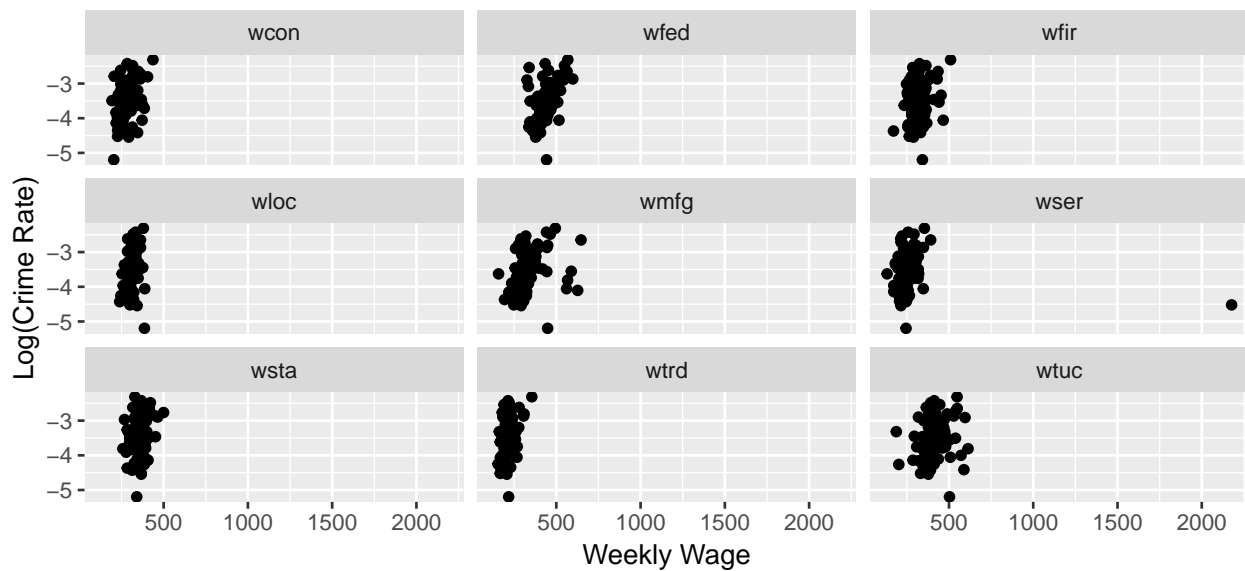 wcon wfed wfir
-3
-4
-5
wloc wmfg wser
-3
-4
-5
wsta wtrd wtuc
-3
-4
-5
500 1000 1500 2000 500 1000 1500 2000 500 1000 1500 2000
Weekly Wage
Log(Crime Rate)